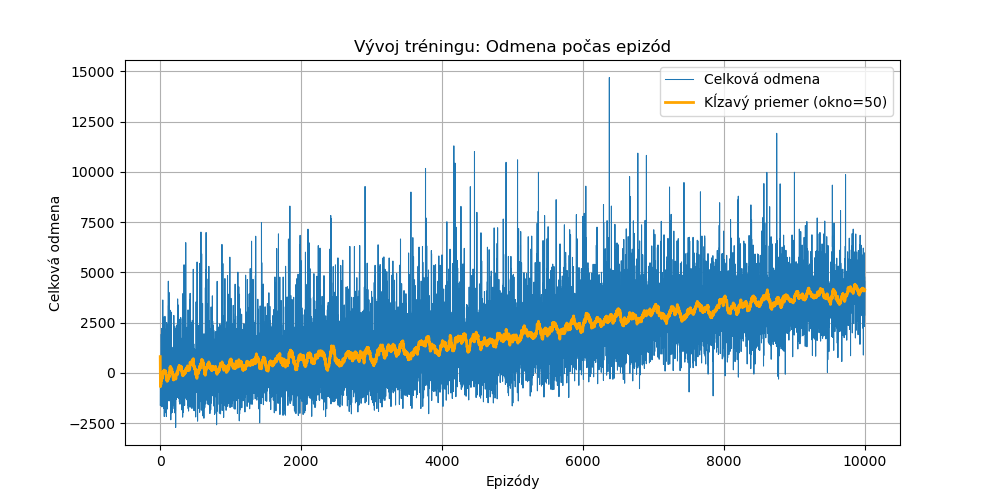 Vývoj tréningu: Odmena počas epizód
Celková odmena
Kĺzavý priemer (okno=50)
15000
12500
10000
7500
5000
2500
0
−2500
Celková odmena
0
2000
4000
6000
8000
10000
Epizódy